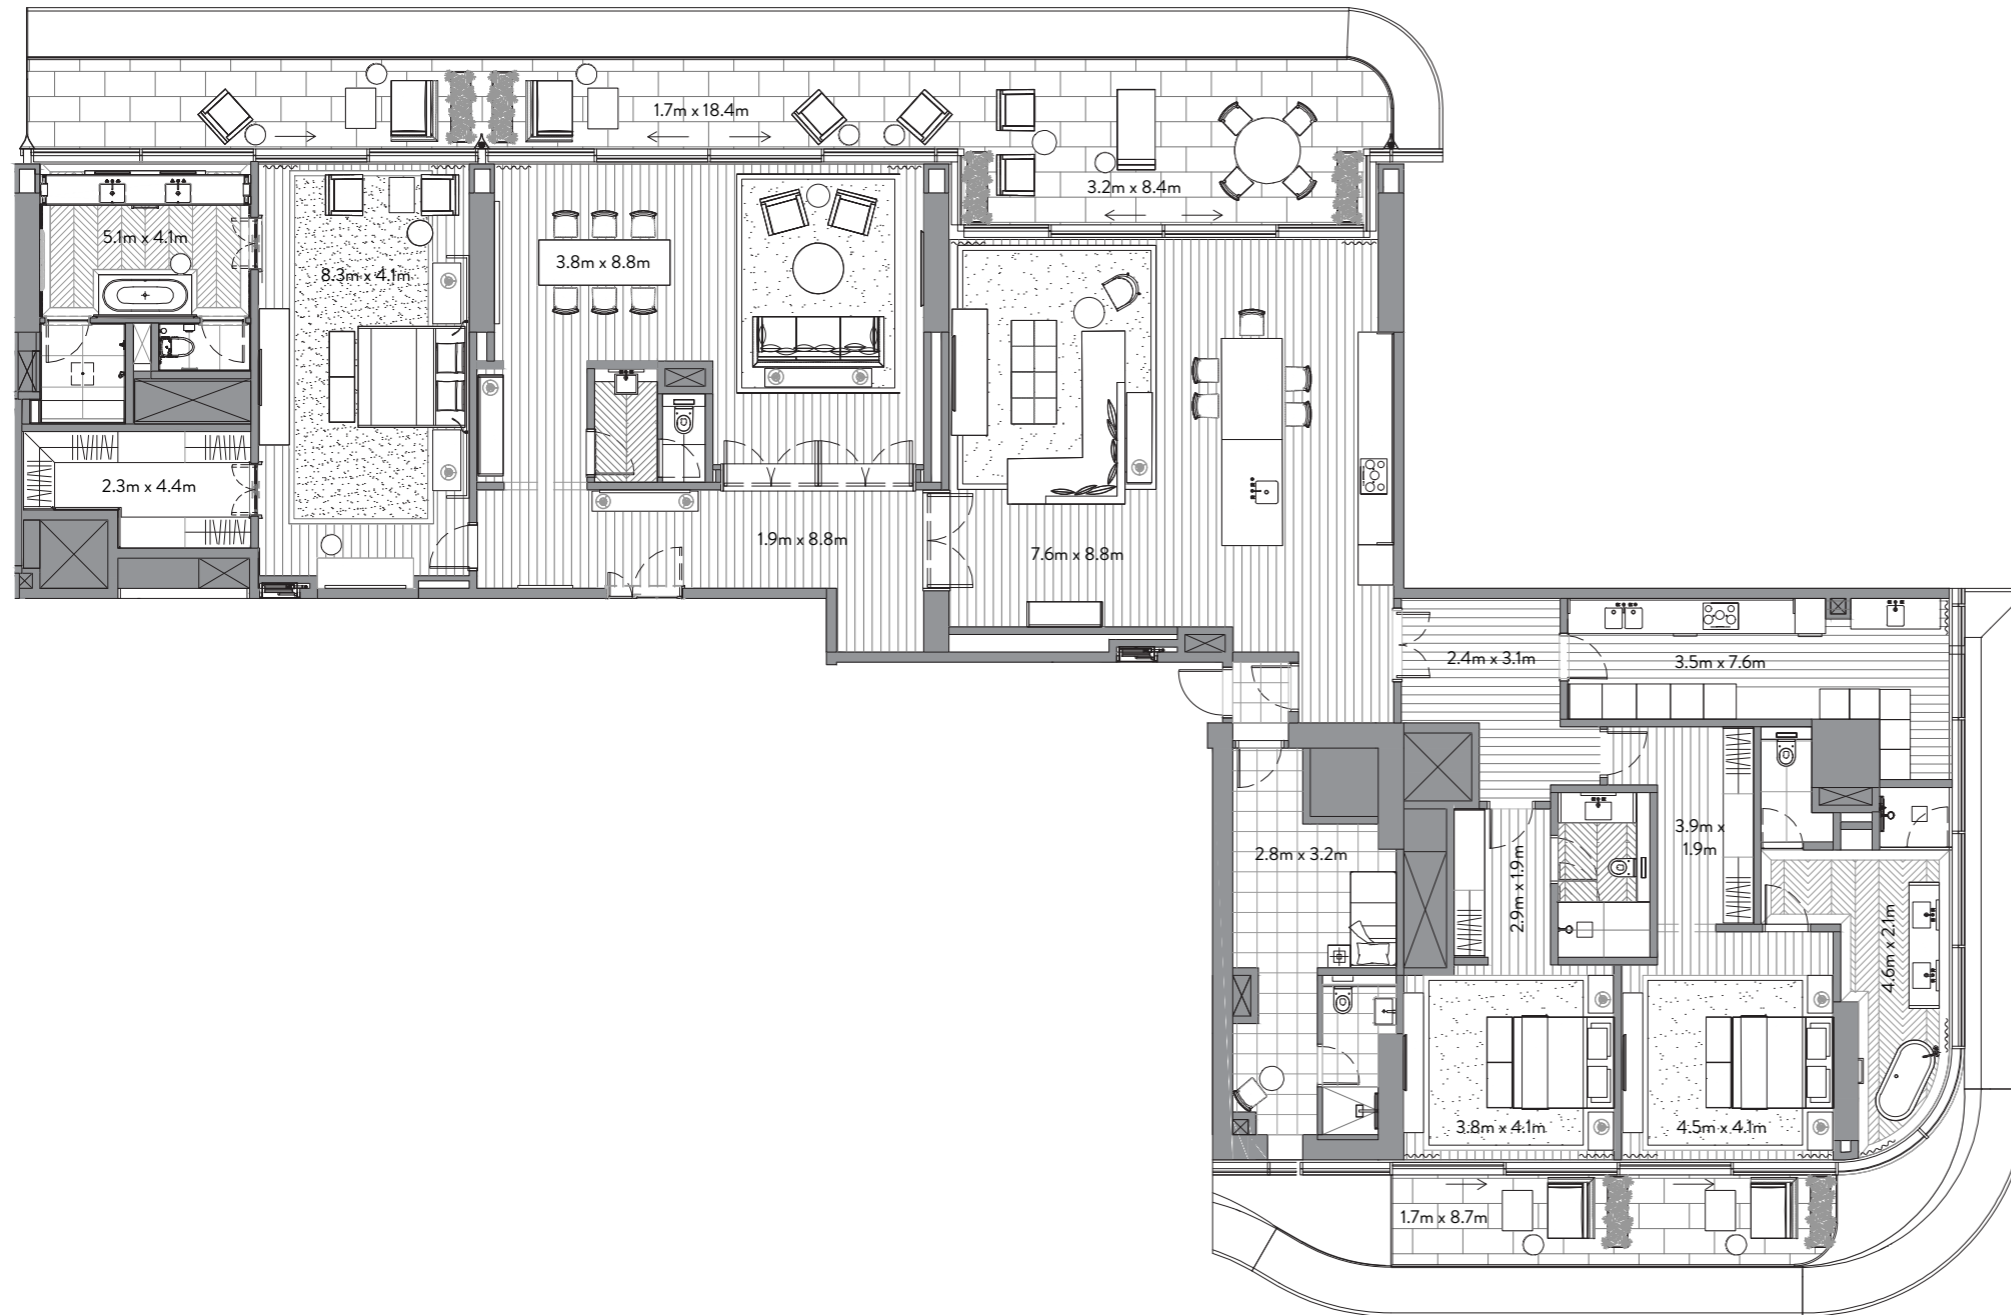 1.7m x 18.4m
3.2m x 8.4m
5.1m x 4.1m
8.3m x 4.1m
3.8m x 8.8m
2.3m x 4.4m
1.9m x 8.8m
7.6m x 8.8m
2.4m x 3.1m
3.5m x 7.6m
2.8m x 3.2m
2.9m x 1.9m
3.9m x
1.9m
4.6m x 2.1m
3.8m x 4.1m
4.5m x 4.1m
1.7m x 8.7m